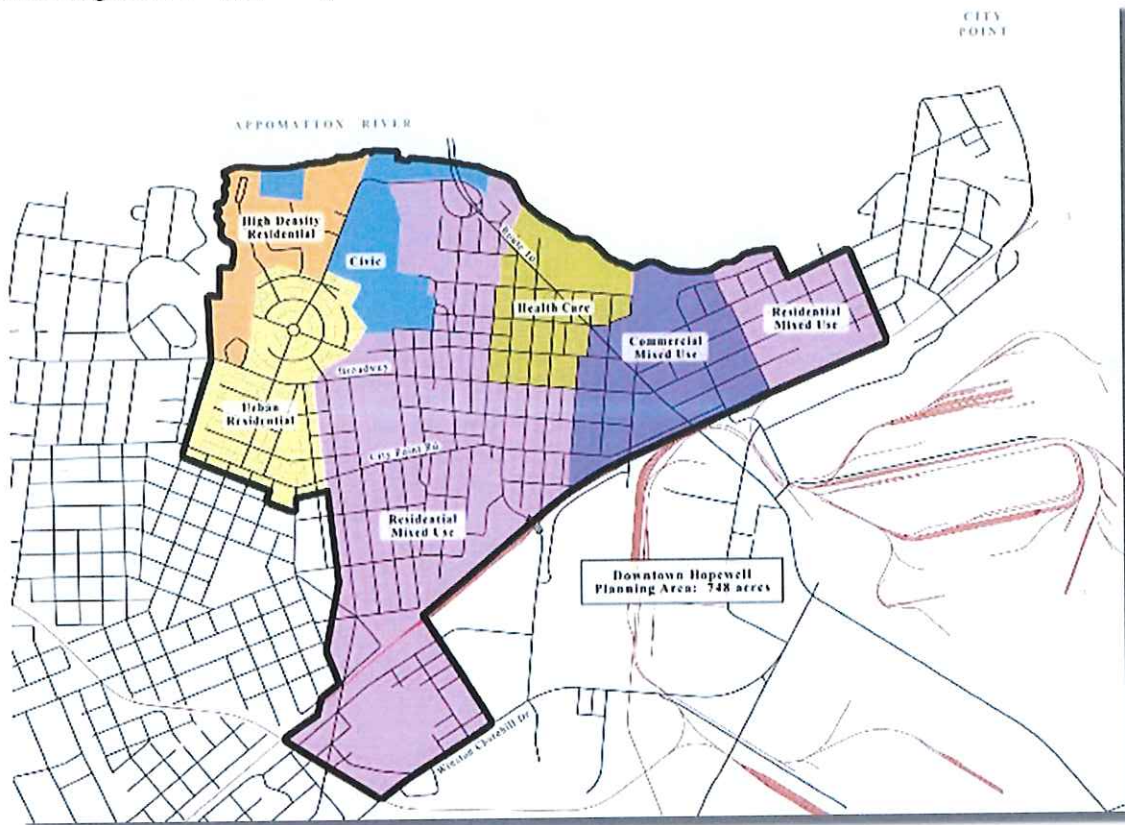 CITY
POINT
APPOMATTOX RIVER
High Density
Residential
Civic
Route 10
Health Care
Commercial
Mixed Use
Residential
Mixed Use
Broadway
Urban
Residential
City Point Rd
Residential
Mixed Use
Downtown Hopewell
Planning Area: 748 acres
Winston Churchill Dr